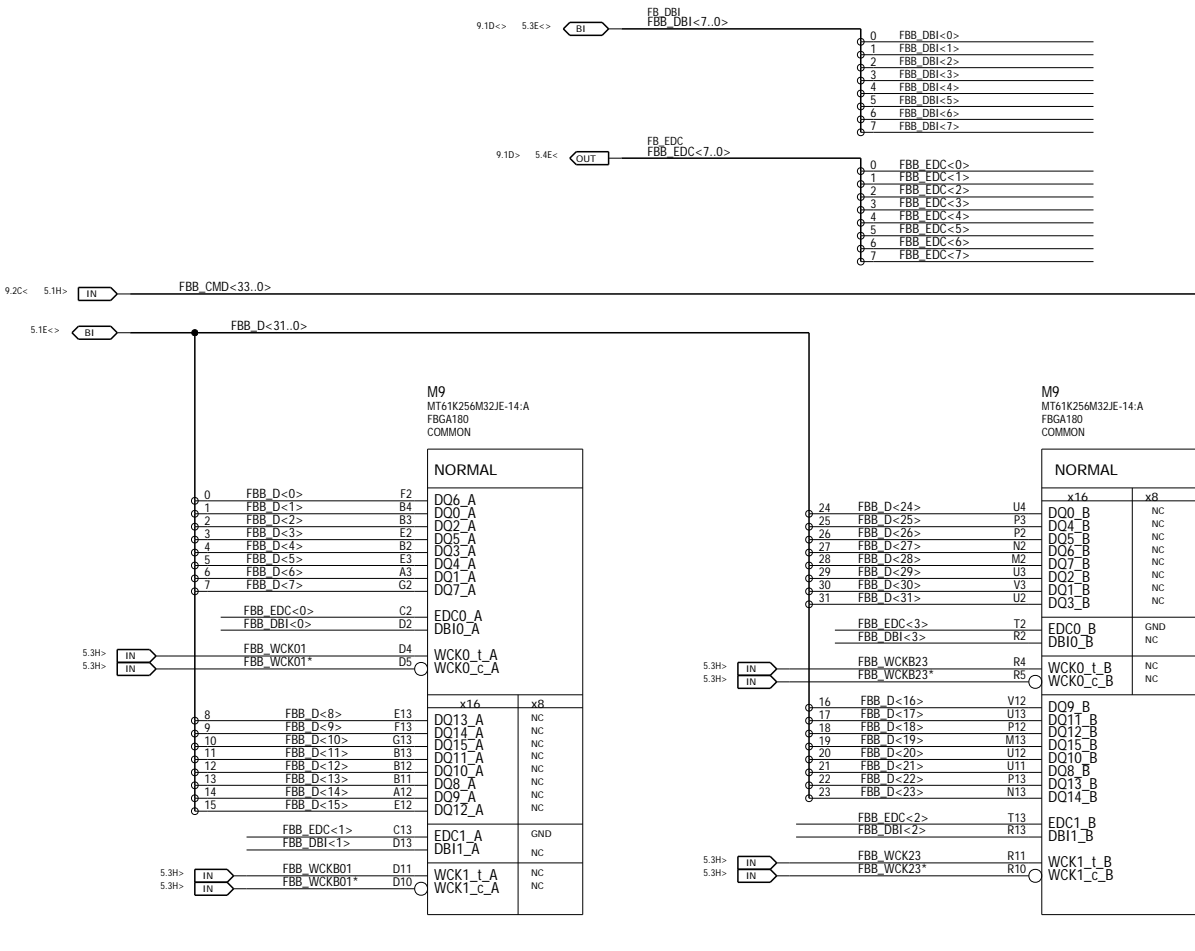 FB_DBI
9.1D<> 5.3E<> BI FBB_DBI<7..0>
0 FBB_DBI<0>
1 FBB_DBI<1>
2 FBB_DBI<2>
3 FBB_DBI<3>
4 FBB_DBI<4>
5 FBB_DBI<5>
6 FBB_DBI<6>
7 FBB_DBI<7>
FB_EDC
9.1D> 5.4E< OUT FBB_EDC<7..0>
0 FBB_EDC<0>
1 FBB_EDC<1>
2 FBB_EDC<2>
3 FBB_EDC<3>
4 FBB_EDC<4>
5 FBB_EDC<5>
6 FBB_EDC<6>
7 FBB_EDC<7>
9.2C< 5.1H> IN FBB_CMD<33..0>
5.1E<> BI FBB_D<31..0>
M9
MT61K256M32JE-14:A
FBGA180
COMMON
NORMAL
0 FBB_D<0> F2 DQ6_A
1 FBB_D<1> B4 DQ0_A
2 FBB_D<2> B3 DQ2_A
3 FBB_D<3> E2 DQ5_A
4 FBB_D<4> B2 DQ3_A
5 FBB_D<5> E3 DQ4_A
6 FBB_D<6> A3 DQ1_A
7 FBB_D<7> G2 DQ7_A
FBB_EDC<0> C2 EDC0_A
FBB_DBI<0> D2 DBI0_A
5.3H> IN FBB_WCK01 D4 WCK0_t_A
5.3H> IN FBB_WCK01* D5 WCK0_c_A
x16 x8
8 FBB_D<8> E13 DQ13_A NC
9 FBB_D<9> F13 DQ14_A NC
10 FBB_D<10> G13 DQ15_A NC
11 FBB_D<11> B13 DQ11_A NC
12 FBB_D<12> B12 DQ10_A NC
13 FBB_D<13> B11 DQ8_A NC
14 FBB_D<14> A12 DQ9_A NC
15 FBB_D<15> E12 DQ12_A NC
FBB_EDC<1> C13 EDC1_A GND
FBB_DBI<1> D13 DBI1_A NC
5.3H> IN FBB_WCKB01 D11 WCK1_t_A NC
5.3H> IN FBB_WCKB01* D10 WCK1_c_A NC
M9
MT61K256M32JE-14:A
FBGA180
COMMON
NORMAL
x16 x8
24 FBB_D<24> U4 DQ0_B NC
25 FBB_D<25> P3 DQ4_B NC
26 FBB_D<26> P2 DQ5_B NC
27 FBB_D<27> N2 DQ6_B NC
28 FBB_D<28> M2 DQ7_B NC
29 FBB_D<29> U3 DQ2_B NC
30 FBB_D<30> V3 DQ1_B NC
31 FBB_D<31> U2 DQ3_B NC
FBB_EDC<3> T2 EDC0_B GND
FBB_DBI<3> R2 DBI0_B NC
5.3H> IN FBB_WCKB23 R4 WCK0_t_B NC
5.3H> IN FBB_WCKB23* R5 WCK0_c_B NC
16 FBB_D<16> V12 DQ9_B
17 FBB_D<17> U13 DQ11_B
18 FBB_D<18> P12 DQ12_B
19 FBB_D<19> M13 DQ15_B
20 FBB_D<20> U12 DQ10_B
21 FBB_D<21> U11 DQ8_B
22 FBB_D<22> P13 DQ13_B
23 FBB_D<23> N13 DQ14_B
FBB_EDC<2> T13 EDC1_B
FBB_DBI<2> R13 DBI1_B
5.3H> IN FBB_WCK23 R11 WCK1_t_B
5.3H> IN FBB_WCK23* R10 WCK1_c_B